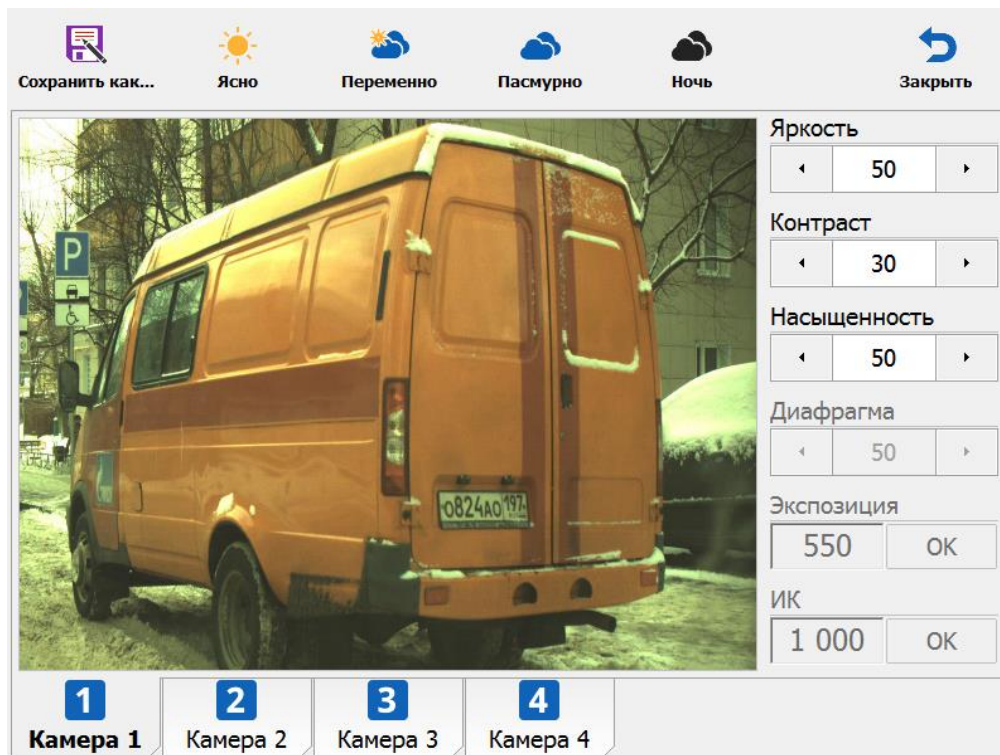 Сохранить как...
Ясно
Переменно
Пасмурно
Ночь
Закрыть
Яркость
50
Контраст
30
Насыщенность
50
Диафрагма
50
Экспозиция
550 OK
ИК
1 000 OK
P
О824АО 197
1
Камера 1
2
Камера 2
3
Камера 3
4
Камера 4